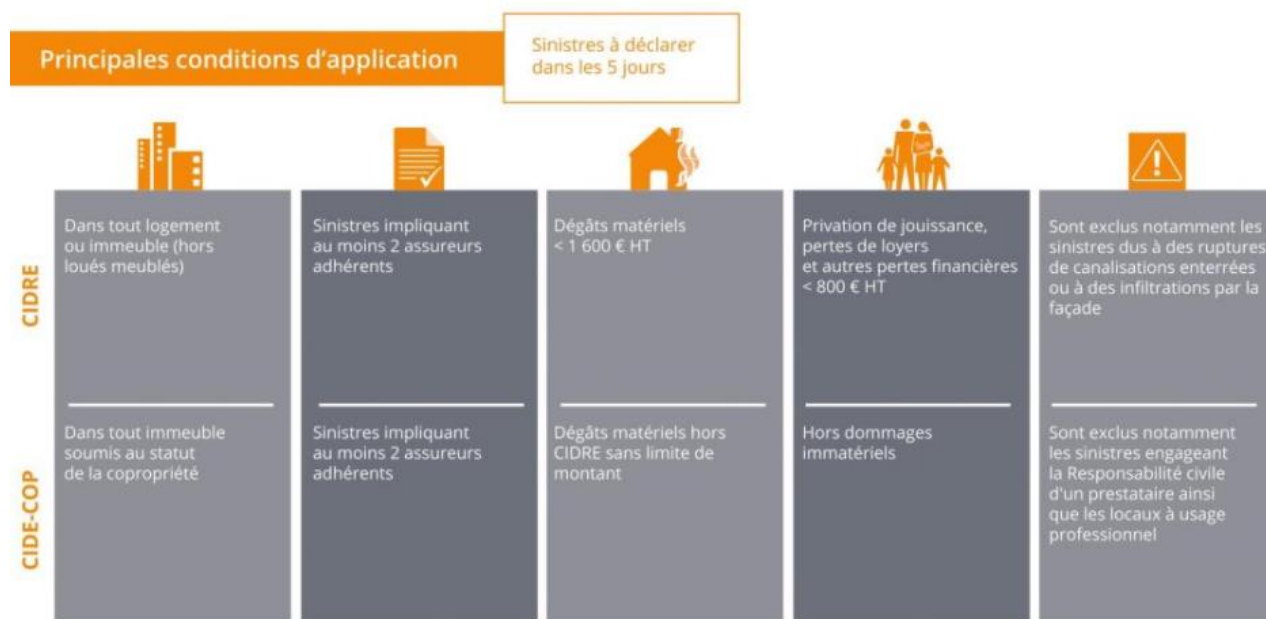 Principales conditions d'application
Sinistres à déclarer
dans les 5 jours
CIDRE
Dans tout logement
ou immeuble (hors
loués meublés)
Sinistres impliquant
au moins 2 assureurs
adhérents
Dégâts matériels
< 1 600 € HT
Privation de jouissance,
pertes de loyers
et autres pertes financières
< 800 € HT
Sont exclus notamment les
sinistres dus à des ruptures
de canalisations enterrées
ou à des infiltrations par la
façade
CIDE-COP
Dans tout immeuble
soumis au statut
de la copropriété
Sinistres impliquant
au moins 2 assureurs
adhérents
Dégâts matériels hors
CIDRE sans limite de
montant
Hors dommages
immatériels
Sont exclus notamment
les sinistres engageant
la Responsabilité civile
d'un prestataire ainsi
que les locaux à usage
professionnel